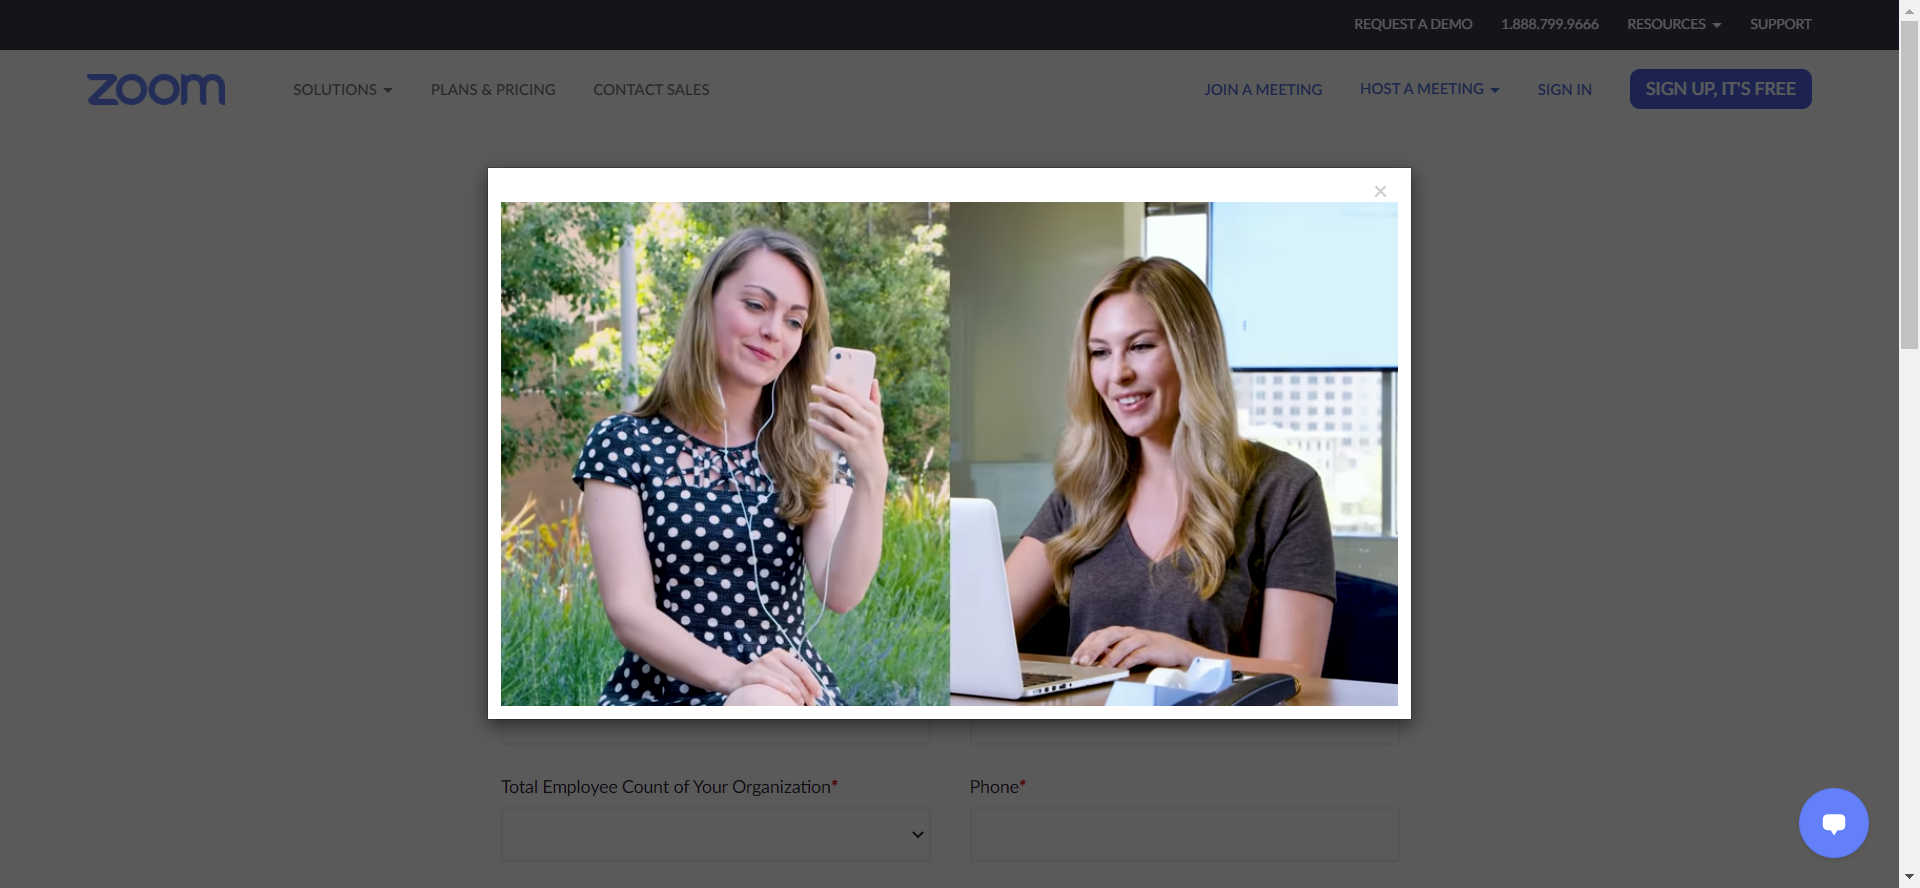 REQUEST A DEMO 1.888.799.9666 RESOURCES SUPPORT
zoom SOLUTIONS PLANS & PRICING CONTACT SALES JOIN A MEETING HOST A MEETING SIGN IN SIGN UP, IT'S FREE
×
Total Employee Count of Your Organization* Phone*